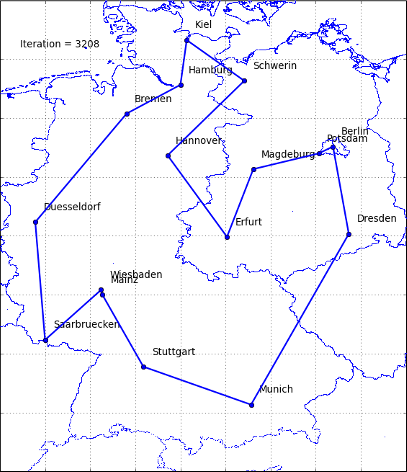 Kiel
Iteration = 3208
Hamburg
Schwerin
Bremen
Berlin
Potsdam
Hannover
Magdeburg
Duesseldorf
Erfurt
Dresden
Wiesbaden
Mainz
Saarbruecken
Stuttgart
Munich